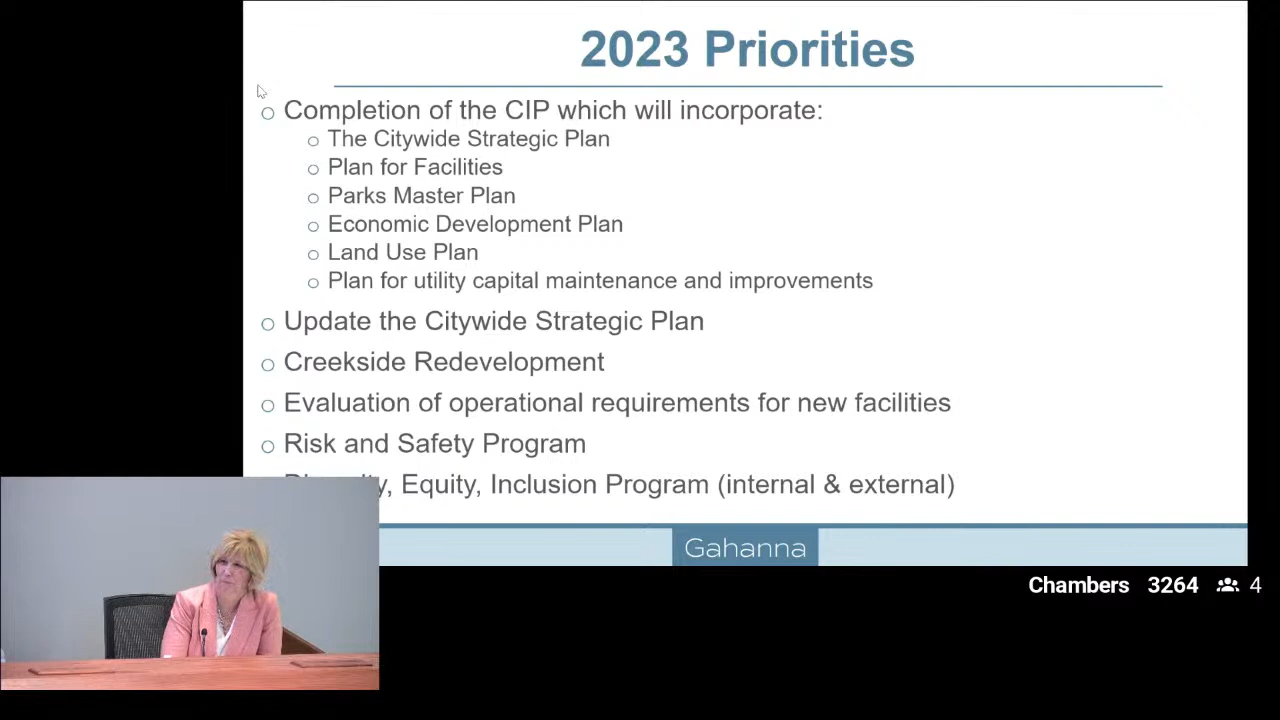 2023 Priorities
Completion of the CIP which will incorporate:
The Citywide Strategic Plan
Plan for Facilities
Parks Master Plan
Economic Development Plan
Land Use Plan
Plan for utility capital maintenance and improvements
Update the Citywide Strategic Plan
Creekside Redevelopment
Evaluation of operational requirements for new facilities
Risk and Safety Program
Equity, Inclusion Program (internal & external)
Gahanna
Chambers 3264 4